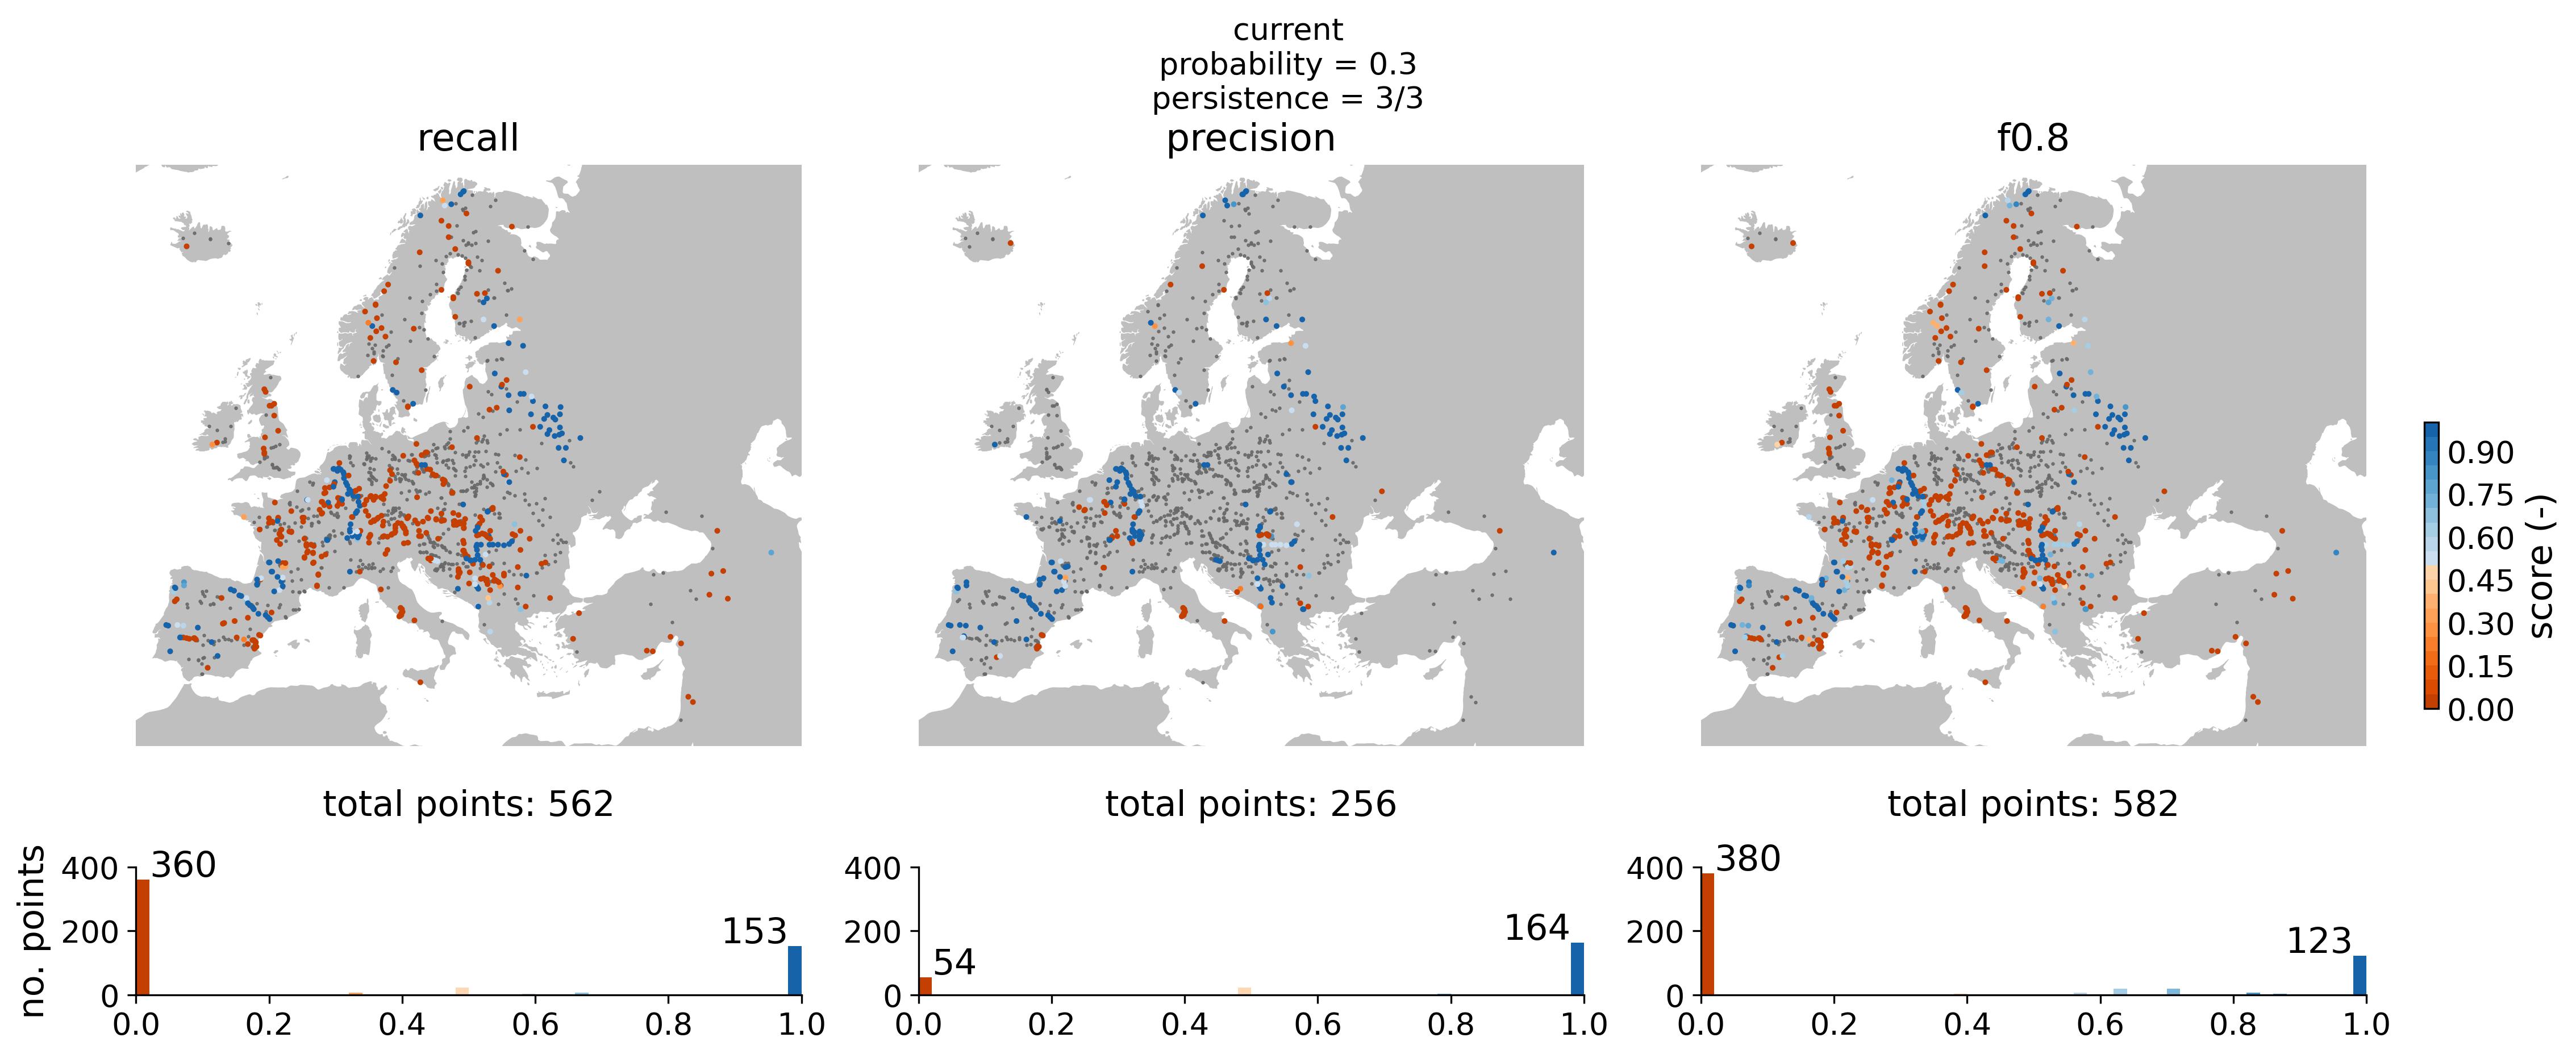 current
probability = 0.3
persistence = 3/3
recall
precision
f0.8
0.90
0.75
0.60
0.45
0.30
0.15
0.00
score (-)
total points: 562
total points: 256
total points: 582
no. points
400
200
0
360
153
0.0 0.2 0.4 0.6 0.8 1.0
400
200
0
54
164
0.0 0.2 0.4 0.6 0.8 1.0
400
200
0
380
123
0.0 0.2 0.4 0.6 0.8 1.0